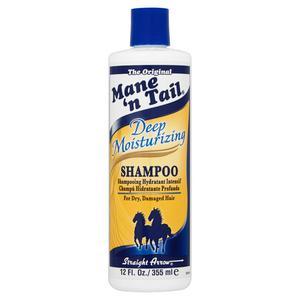 The Original
Mane
'n Tail
Deep
Moisturizing
SHAMPOO
Shampooing Hydratant Intensif
Champú Hidratante Profundo
For Dry, Damaged Hair
Straight Arrow
12 Fl. Oz./ 355 ml e